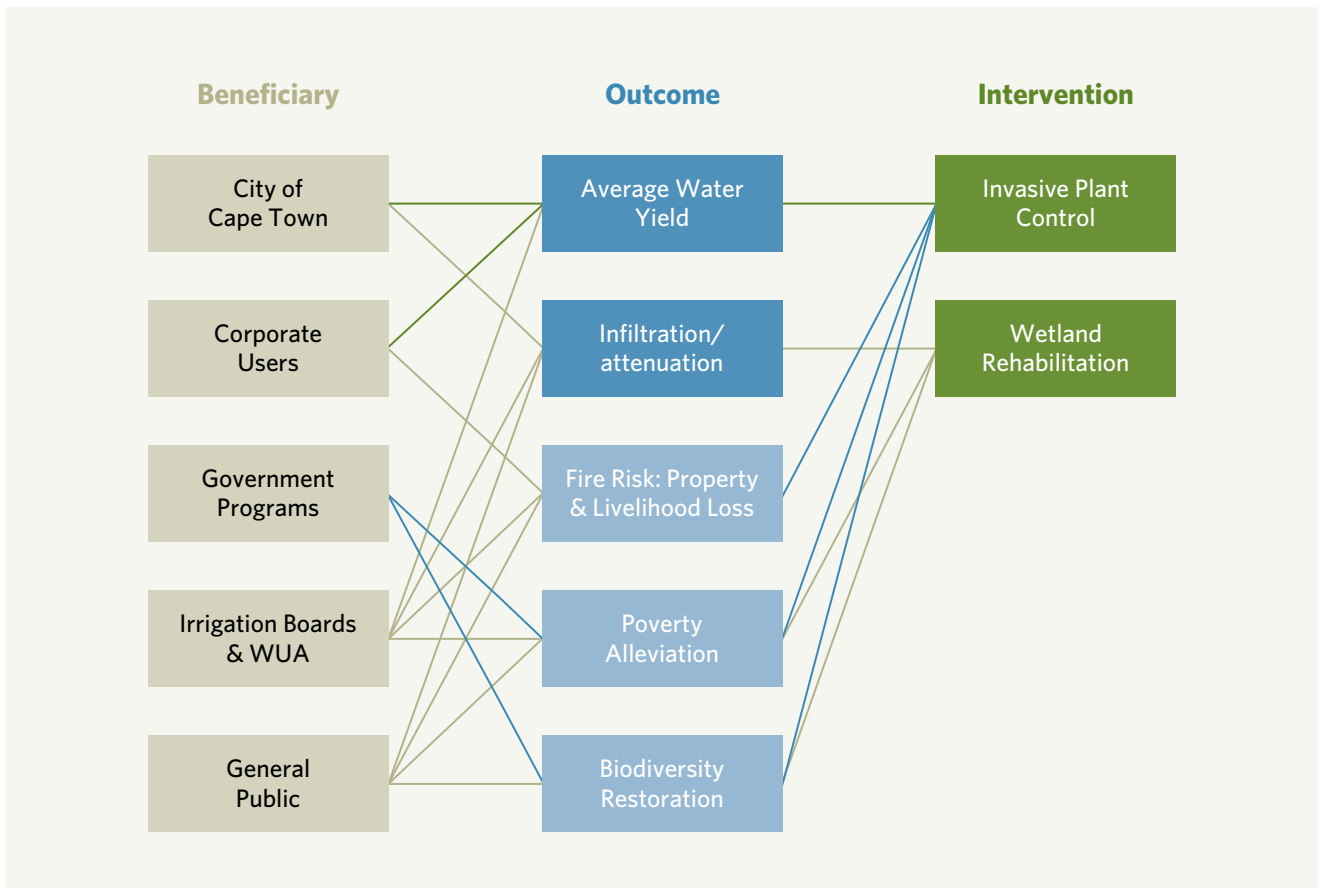 Beneficiary
Outcome
Intervention
City of
Cape Town
Average Water
Yield
Invasive Plant
Control
Corporate
Users
Infiltration/
attenuation
Wetland
Rehabilitation
Government
Programs
Fire Risk: Property
& Livelihood Loss
Irrigation Boards
& WUA
Poverty
Alleviation
General
Public
Biodiversity
Restoration